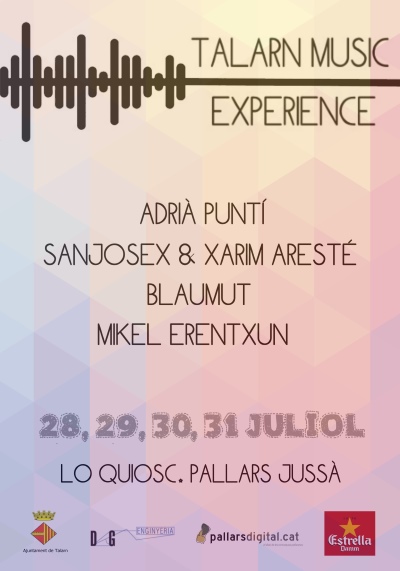 TALARN MUSIC
EXPERIENCE
ADRIÀ PUNTÍ
SANJOSEX & XARIM ARESTÉ
BLAUMUT
MIKEL ERENTXUN
28, 29, 30, 31 JULIOL
LO QUIOSC. PALLARS JUSSÀ
Ajuntament de Talarn
D G ENGINYERIA
pallarsdigital.cat
Estrella
Damm